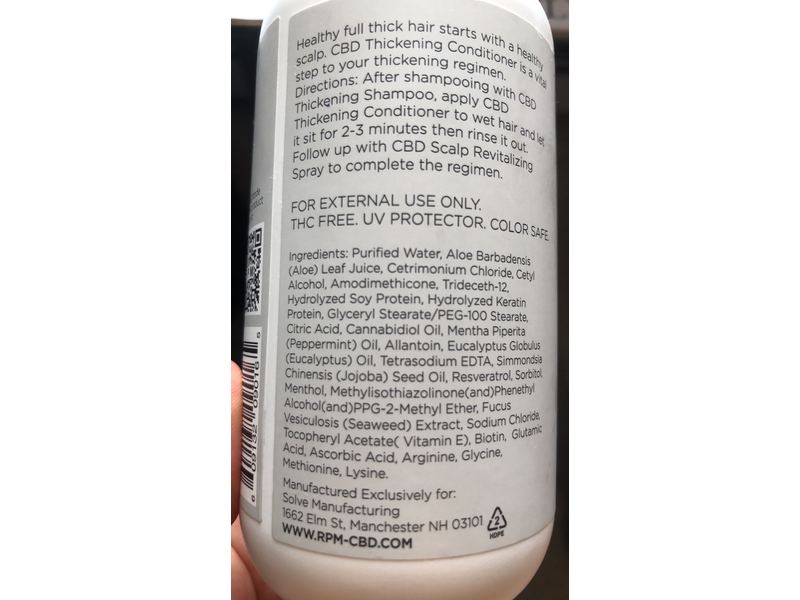 Healthy full thick hair starts with a healthy
scalp. CBD Thickening Conditioner is a vital
step to your thickening regimen.
Directions: After shampooing with CBD
Thickening Shampoo, apply CBD
Thickening Conditioner to wet hair and let
it sit for 2-3 minutes then rinse it out.
Follow up with CBD Scalp Revitalizing
Spray to complete the regimen.
FOR EXTERNAL USE ONLY.
THC FREE. UV PROTECTOR. COLOR SAFE.
Ingredients: Purified Water, Aloe Barbadensis
(Aloe) Leaf Juice, Cetrimonium Chloride, Cetyl
Alcohol, Amodimethicone, Trideceth-12,
Hydrolyzed Soy Protein, Hydrolyzed Keratin
Protein, Glyceryl Stearate/PEG-100 Stearate,
Citric Acid, Cannabidiol Oil, Mentha Piperita
(Peppermint) Oil, Allantoin, Eucalyptus Globulus
(Eucalyptus) Oil, Tetrasodium EDTA, Simmondsia
Chinensis (Jojoba) Seed Oil, Resveratrol, Sorbitol,
Menthol, Methylisothiazolinone(and)Phenethyl
Alcohol(and)PPG-2-Methyl Ether, Fucus
Vesiculosis (Seaweed) Extract, Sodium Chloride,
Tocopheryl Acetate( Vitamin E), Biotin, Glutamic
Acid, Ascorbic Acid, Arginine, Glycine,
Methionine, Lysine.
Manufactured Exclusively for:
Solve Manufacturing
1662 Elm St, Manchester NH 03101
WWW.RPM-CBD.COM
2
HDPE
6 09132 09016 5